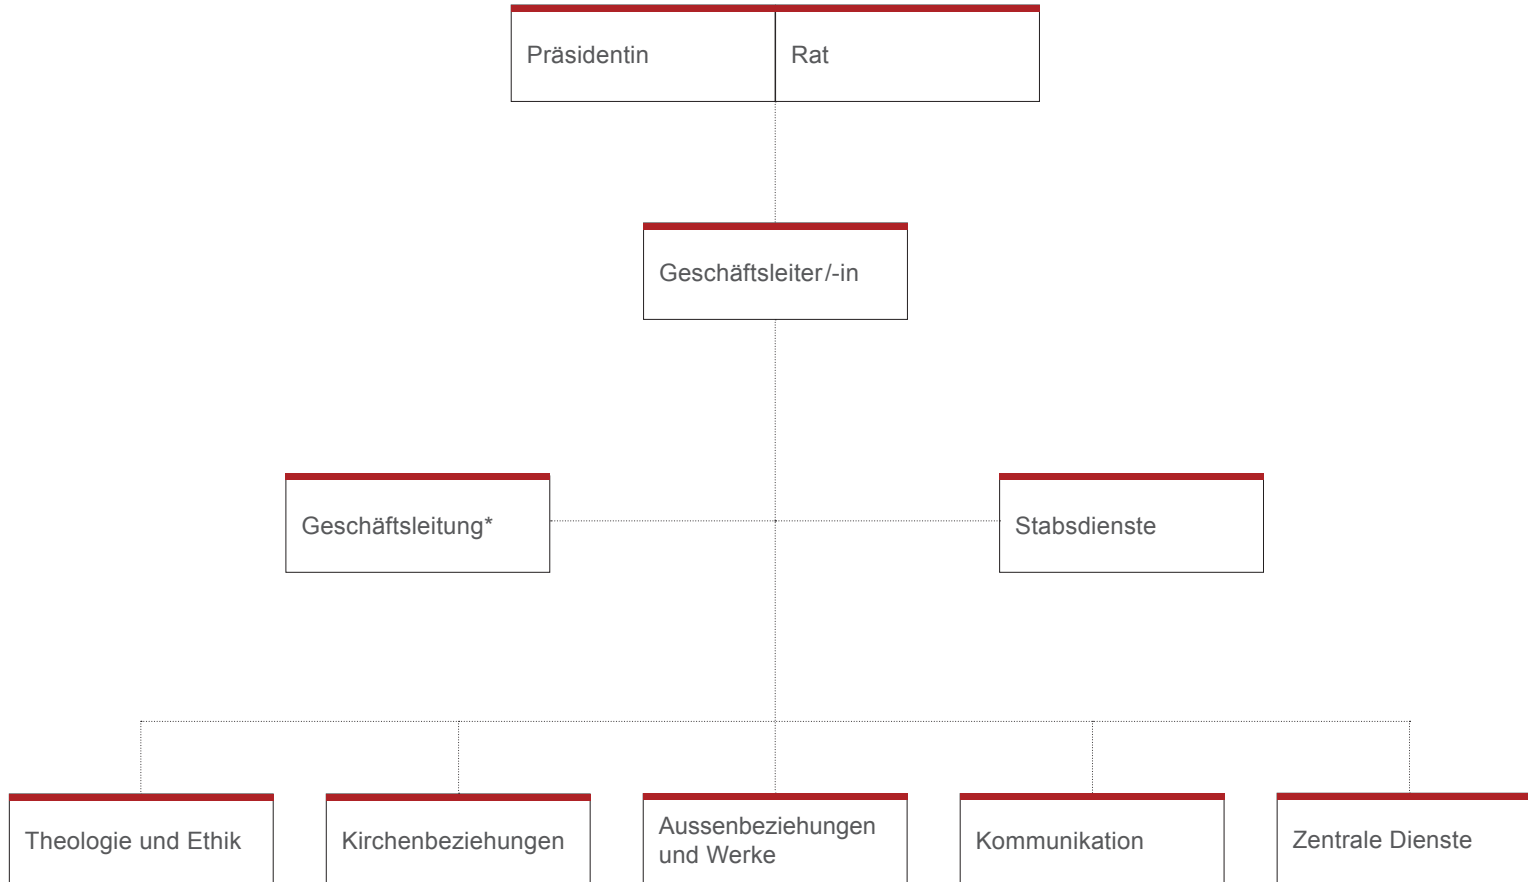 Präsidentin
Rat
Geschäftsleiter/-in
Geschäftsleitung*
Stabsdienste
Theologie und Ethik
Kirchenbeziehungen
Aussenbeziehungen
und Werke
Kommunikation
Zentrale Dienste